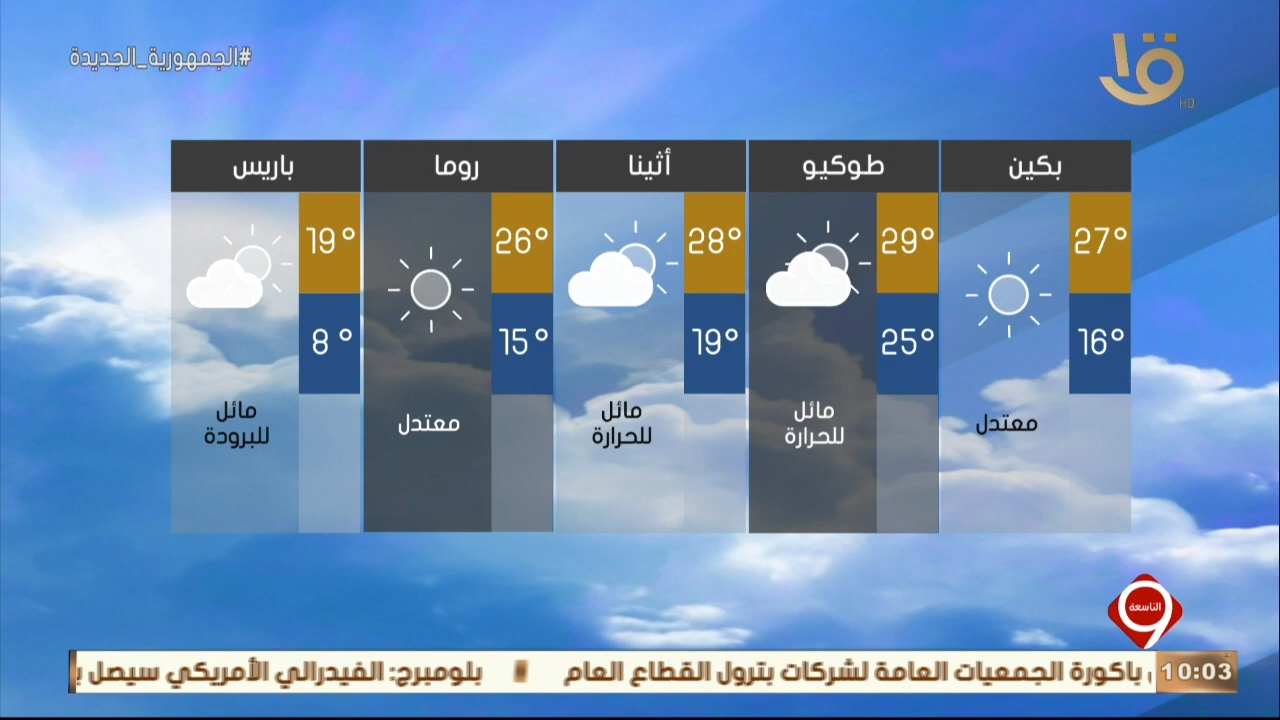 #الجمهورية_الجديدة
HD
بكين
27°
16°
معتدل
طوكيو
29°
25°
مائل
للحرارة
أثينا
28°
19°
مائل
للحرارة
روما
26°
15°
معتدل
باريس
19°
8°
مائل
للبرودة
التاسعة
9
10:03
باكورة الجمعيات العامة لشركات بترول القطاع العام
بلومبرج: الفيدرالي الأمريكي سيصل